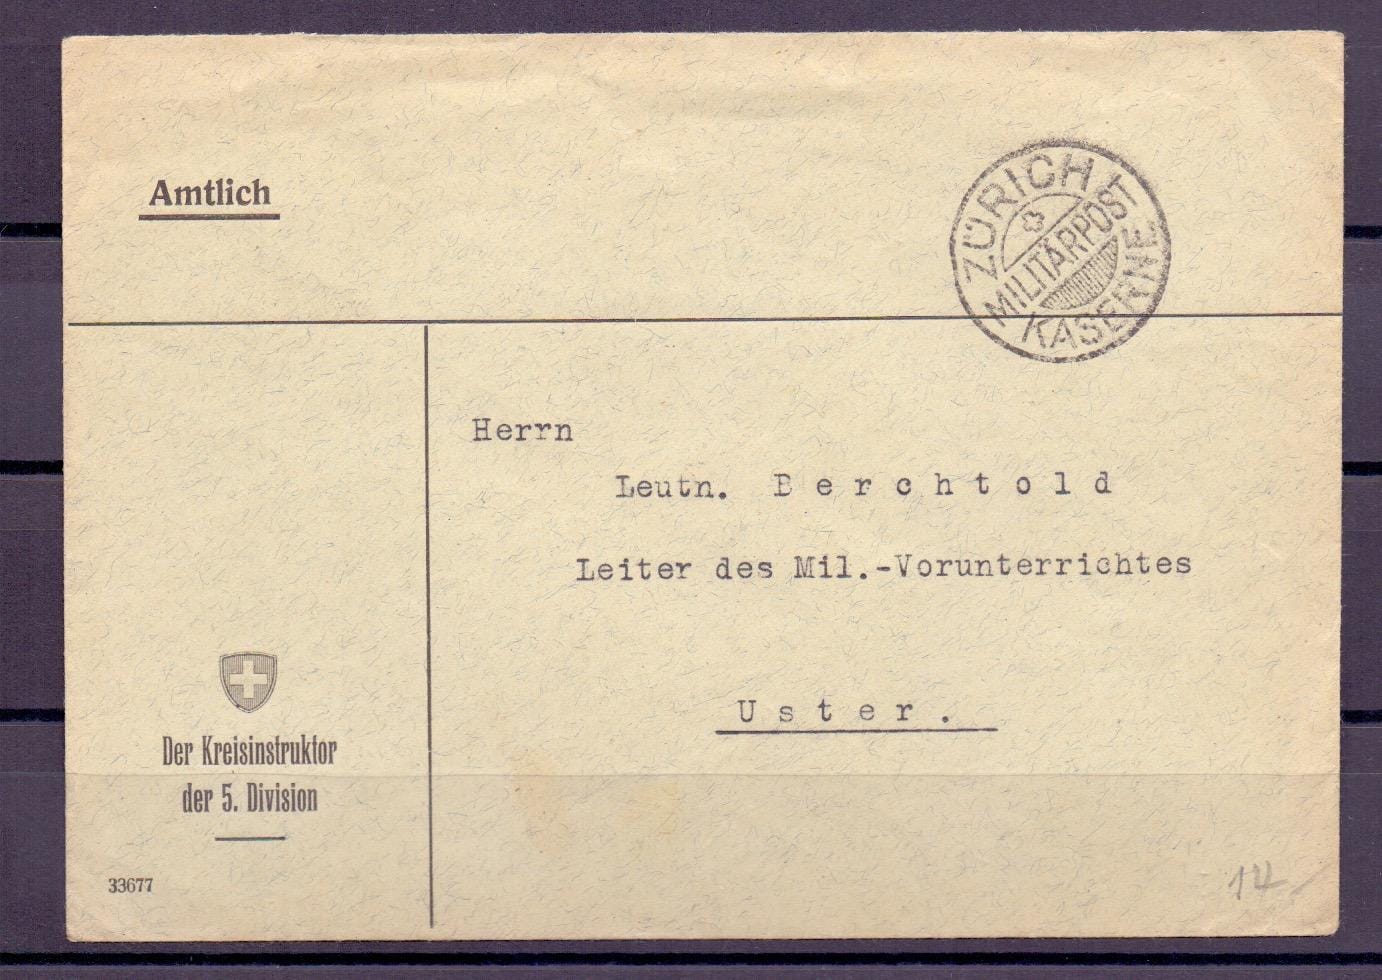 Amtlich
ZÜRICH 1
MILITÄRPOST
KASERNE
Herrn
Leutn. Berchtold
Leiter des Mil.-Vorunterrichtes
Uster.
Der Kreisinstruktor
der 5. Division
33677
14